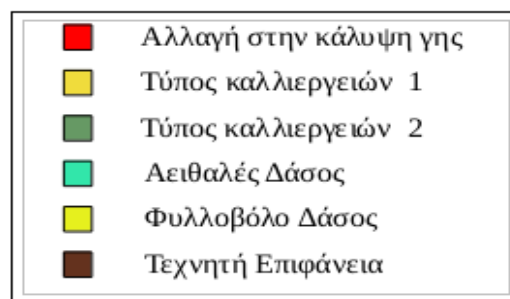 Αλλαγή στην κάλυψη γης
Τύπος καλλιεργειών 1
Τύπος καλλιεργειών 2
Αειθαλές Δάσος
Φυλλοβόλο Δάσος
Τεχνητή Επιφάνεια